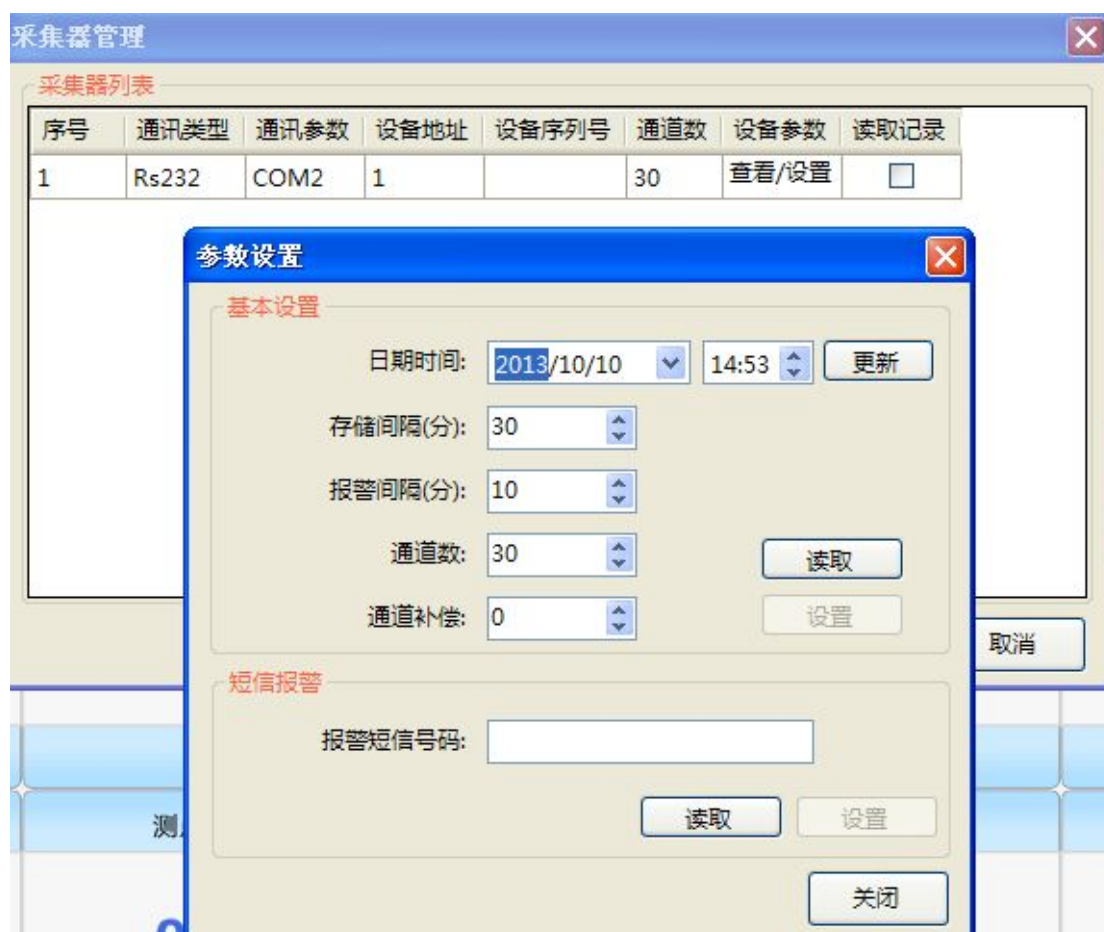 采集器管理
采集器列表
序号 通讯类型 通讯参数 设备地址 设备序列号 通道数 设备参数 读取记录
1 Rs232 COM2 1 30 查看/设置
参数设置
基本设置
日期时间: 2013/10/10 14:53 更新
存储间隔(分): 30
报警间隔(分): 10
通道数: 30 读取
通道补偿: 0 设置
取消
短信报警
报警短信号码:
测
读取 设置
关闭